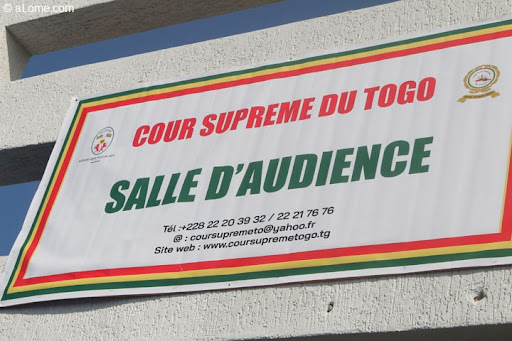 © aLome.com
COUR SUPREME DU TOGO
SALLE D'AUDIENCE
Tél :+228 22 20 39 32 / 22 21 76 76
@ : coursupremeto@yahoo.fr
Site web : www.coursupremetogo.tg